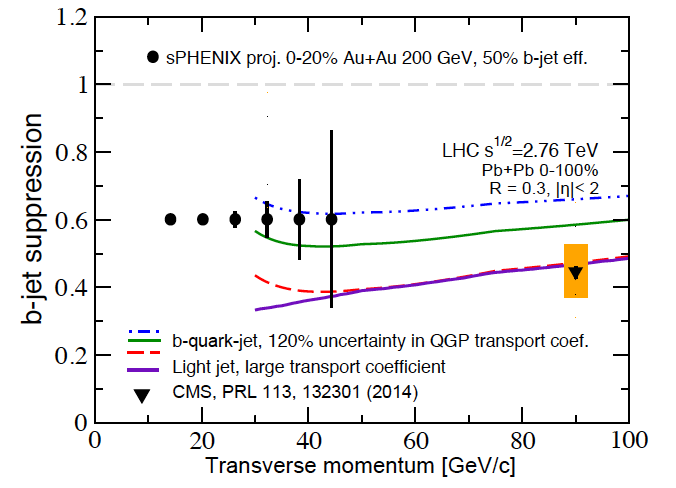 1.2
sPHENIX proj. 0-20% Au+Au 200 GeV, 50% b-jet eff.
1
LHC s^1/2=2.76 TeV
Pb+Pb 0-100%
R = 0.3, |η|< 2
0.8
b-jet suppression
0.6
0.4
b-quark-jet, 120% uncertainty in QGP transport coef.
0.2
Light jet, large transport coefficient
CMS, PRL 113, 132301 (2014)
0
0 20 40 60 80 100
Transverse momentum [GeV/c]